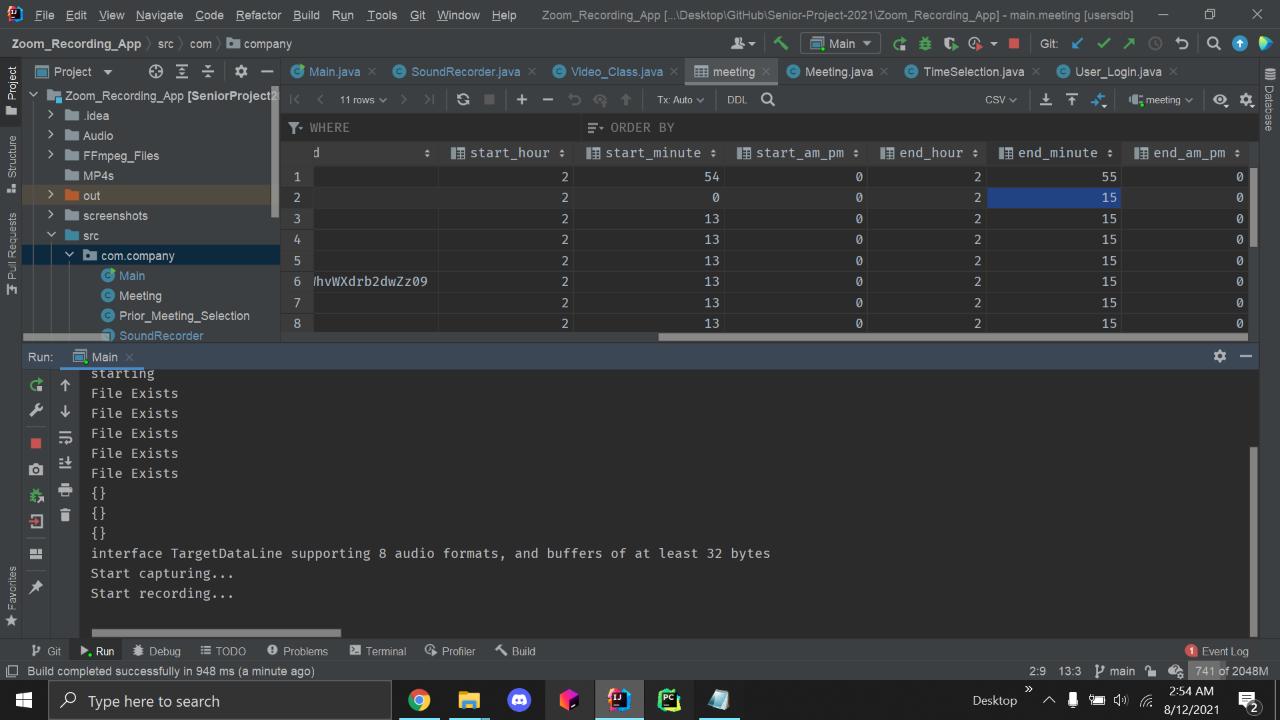 File Edit View Navigate Code Refactor Build Run Tools Git Window Help Zoom_Recording_App [...\Desktop\GitHub\Senior-Project-2021\Zoom_Recording_App] - main.meeting [usersdb]
Zoom_Recording_App src com company Main Git:
Project Main.java SoundRecorder.java Video_Class.java meeting Meeting.java TimeSelection.java User_Login.java
Zoom_Recording_App [SeniorProject2 11 rows Tx: Auto DDL CSV meeting
.idea
Audio WHERE ORDER BY
FFmpeg_Files d start_hour start_minute start_am_pm end_hour end_minute end_am_pm
MP4s 1 2 54 0 2 55 0
out 2 2 0 0 2 15 0
screenshots 3 2 13 0 2 15 0
src 4 2 13 0 2 15 0
com.company 5 2 13 0 2 15 0
Main 6 WhvWXdrb2dwZz09 2 13 0 2 15 0
Meeting 7 2 13 0 2 15 0
Prior_Meeting_Selection 8 2 13 0 2 15 0
SoundRecorder
Project
Structure
Pull Requests
Favorites
Database
Run: Main
starting
File Exists
File Exists
File Exists
File Exists
File Exists
{}
{}
{}
interface TargetDataLine supporting 8 audio formats, and buffers of at least 32 bytes
Start capturing...
Start recording...
Git Run Debug TODO Problems Terminal Profiler Build 1 Event Log
Build completed successfully in 948 ms (a minute ago) 2:9 13:3 main 741 of 2048M
Type here to search Desktop » 2:54 AM
8/12/2021 2